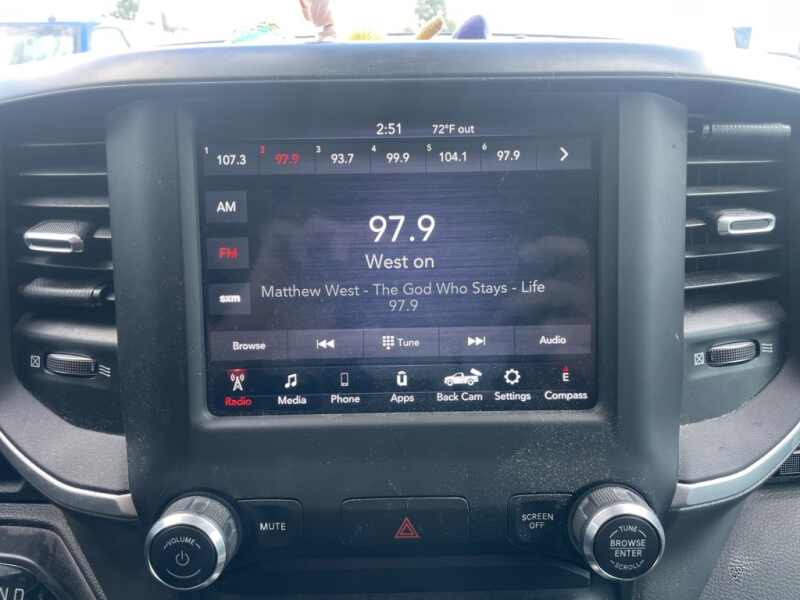 2:51 72°F out
1 107.3 2 97.9 3 93.7 4 99.9 5 104.1 6 97.9
AM
97.9
FM
West on
sxm
Matthew West - The God Who Stays - Life
97.9
Browse Tune Audio
E
Radio Media Phone Apps Back Cam Settings Compass
VOLUME
MUTE
SCREEN
OFF
TUNE
BROWSE
ENTER
SCROLL
ND